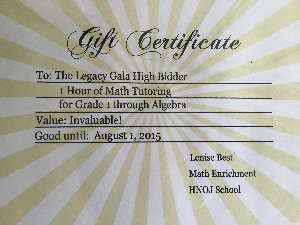 Gift Certificate
To: The Legacy Gala High Bidder
1 Hour of Math Tutoring
for Grade 1 through Algebra
Value: Invaluable!
Good until: August 1, 2015
Lenise Best
Math Enrichment
HNOJ School